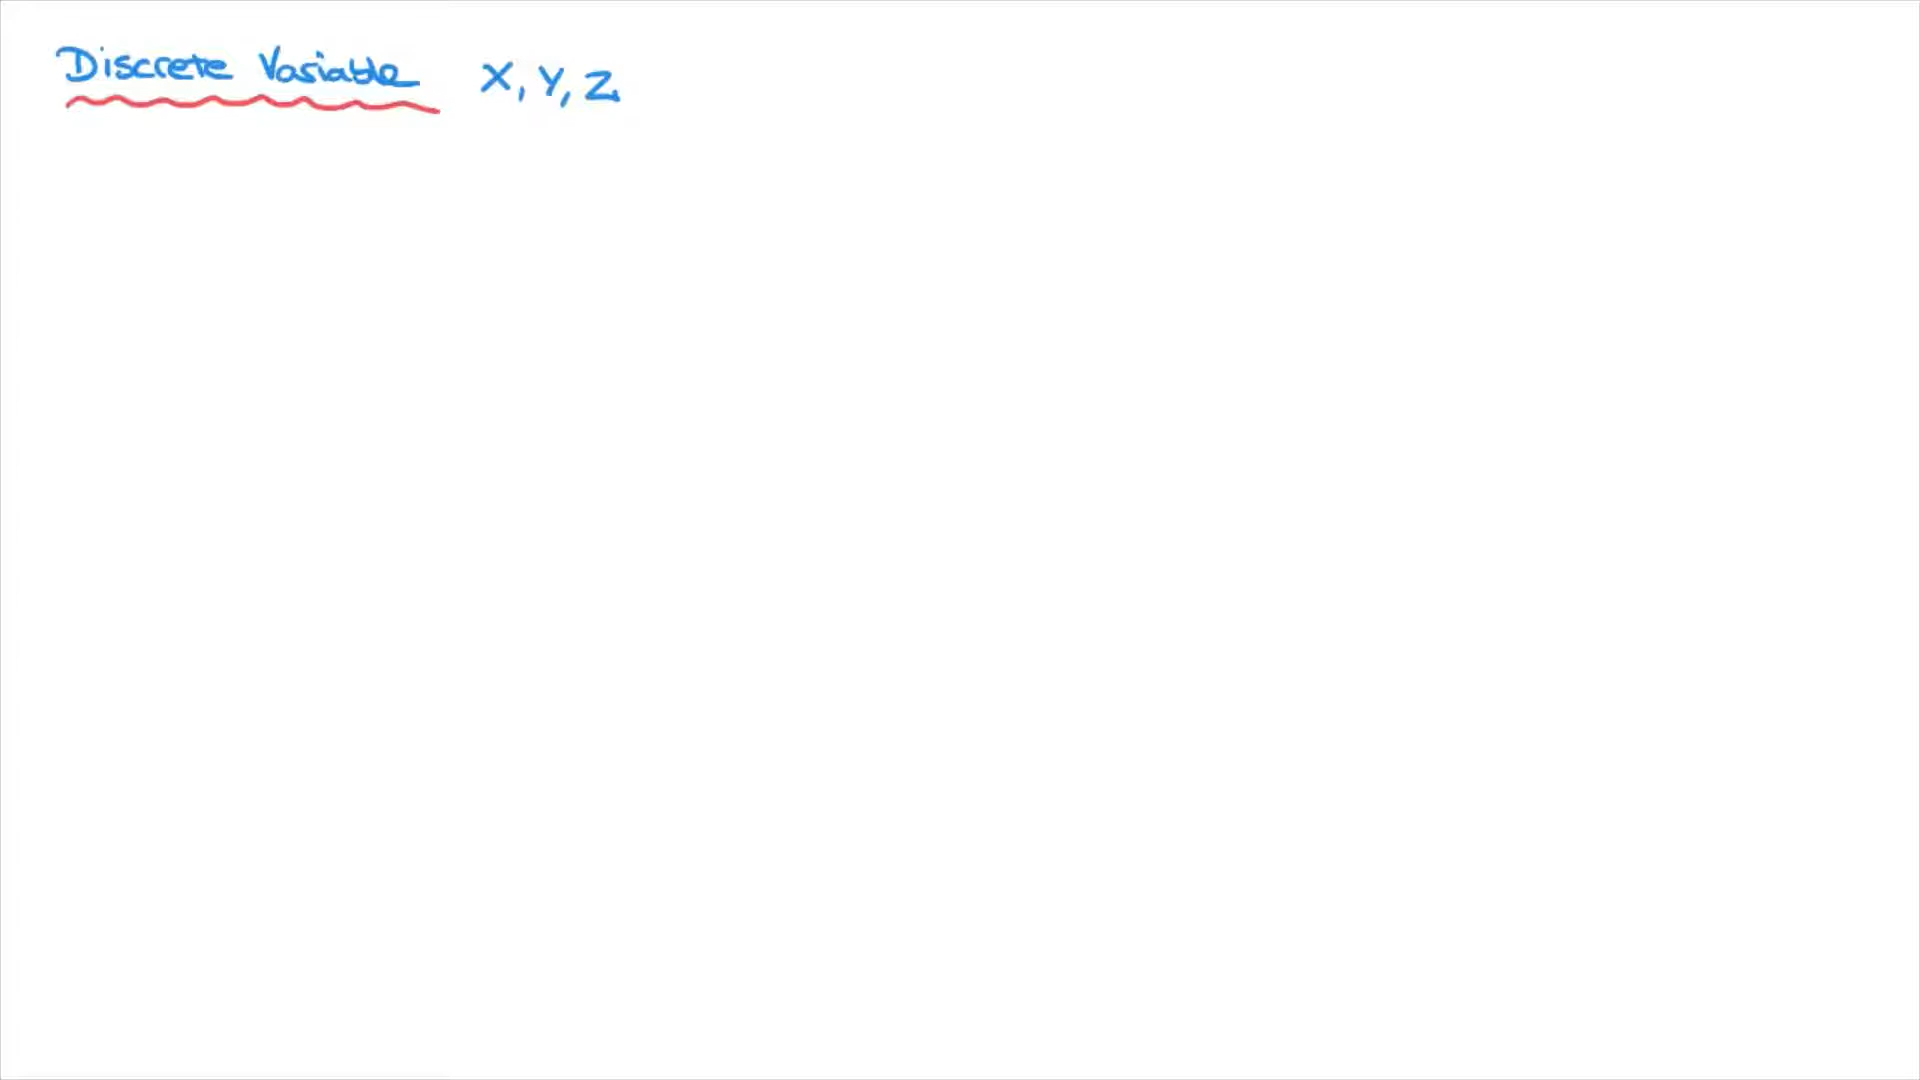 Discrete Variable X, Y, Z